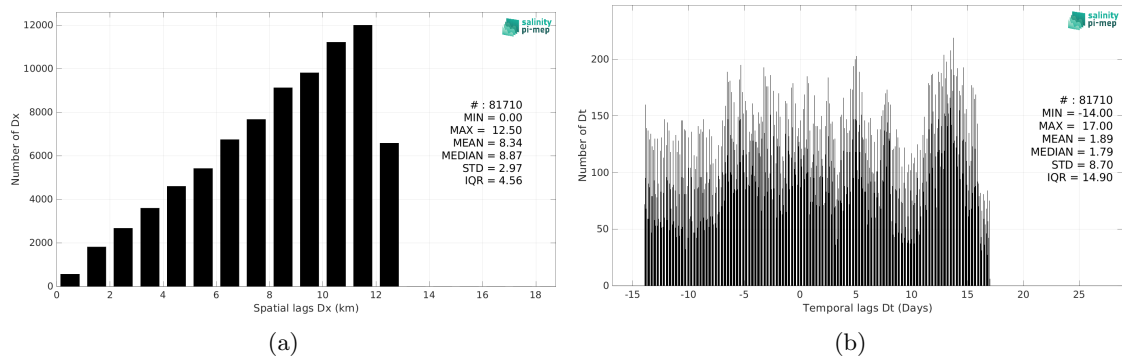 12000
10000
8000
6000
4000
2000
0
Number of Dx
0 2 4 6 8 10 12 14 16 18
Spatial lags Dx (km)
salinity
pi-mep
# : 81710
MIN = 0.00
MAX = 12.50
MEAN = 8.34
MEDIAN = 8.87
STD = 2.97
IQR = 4.56
(a)
200
150
100
50
0
Number of Dt
-15 -10 -5 0 5 10 15 20 25
Temporal lags Dt (Days)
salinity
pi-mep
# : 81710
MIN = -14.00
MAX = 17.00
MEAN = 1.89
MEDIAN = 1.79
STD = 8.70
IQR = 14.90
(b)